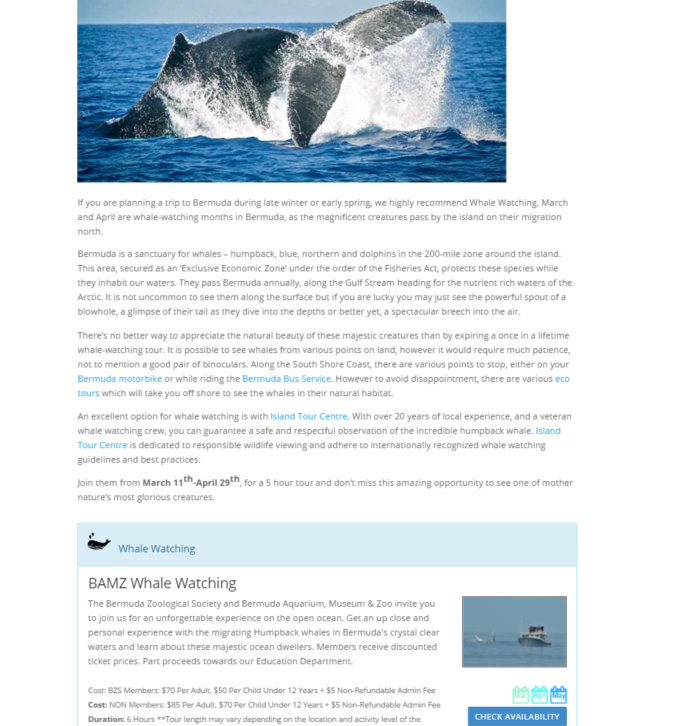 If you are planning a trip to Bermuda during late winter or early spring, we highly recommend Whale Watching. March
and April are whale-watching months in Bermuda, as the magnificent creatures pass by the island on their migration
north.
Bermuda is a sanctuary for whales – humpback, blue, northern and dolphins in the 200-mile zone around the island.
This area, secured as an ‘Exclusive Economic Zone’ under the order of the Fisheries Act, protects these species while
they inhabit our waters. They pass Bermuda annually, along the Gulf Stream heading for the nutrient rich waters of the
Arctic. It is not uncommon to see them along the surface but if you are lucky you may just see the powerful spout of a
blowhole, a glimpse of their tail as they dive into the depths or better yet, a spectacular breech into the air.
There’s no better way to appreciate the natural beauty of these majestic creatures than by expiring a once in a lifetime
whale-watching tour. It is possible to see whales from various points on land, however it would require much patience,
not to mention a good pair of binoculars. Along the South Shore Coast, there are various points to stop, either on your
Bermuda motorbike or while riding the Bermuda Bus Service. However to avoid disappointment, there are various eco
tours which will take you off shore to see the whales in their natural habitat.
An excellent option for whale watching is with Island Tour Centre. With over 20 years of local experience, and a veteran
whale watching crew, you can guarantee a safe and respectful observation of the incredible humpback whale. Island
Tour Centre is dedicated to responsible wildlife viewing and adhere to internationally recognized whale watching
guidelines and best practices.
Join them from March 11th-April 29th, for a 5 hour tour and don’t miss this amazing opportunity to see one of mother
nature’s most glorious creatures.
Whale Watching
BAMZ Whale Watching
The Bermuda Zoological Society and Bermuda Aquarium, Museum & Zoo invite you
to join us for an unforgettable experience on the open ocean. Get an up close and
personal experience with the migrating Humpback whales in Bermuda's crystal clear
waters and learn about these majestic ocean dwellers. Members receive discounted
ticket prices. Part proceeds towards our Education Department.
Cost: BZS Members: $70 Per Adult, $50 Per Child Under 12 Years + $5 Non-Refundable Admin Fee
Cost: NON Members: $85 Per Adult, $70 Per Child Under 12 Years + $5 Non-Refundable Admin Fee
Duration: 6 Hours **Tour length may vary depending on the location and activity level of the
Mar Apr May
CHECK AVAILABILITY